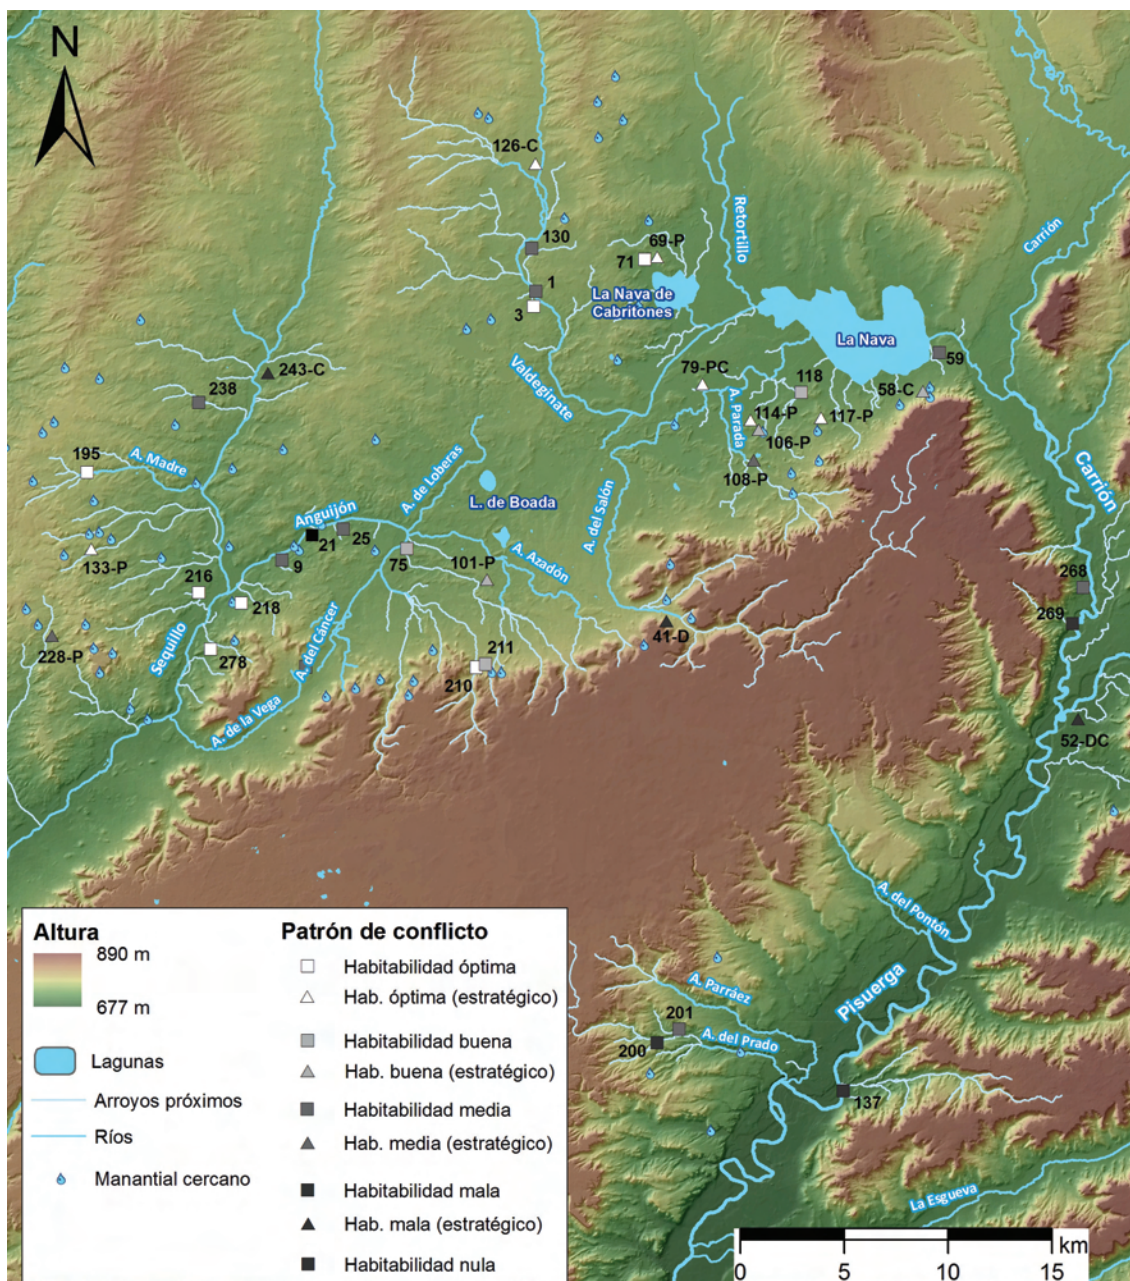 N
126-C
130
69-P
71
Retortillo
Carrión
1
La Nava de
Cabritones
3
La Nava
59
Valdeginate
79-PC
118
58-C
243-C
238
A. Parada
114-P
117-P
106-P
108-P
195
A. Madre
A. de Loberas
L. de Boada
A. del Salón
Carrión
Anguijón
21
25
9
75
101-P
A. Azadón
133-P
216
218
268
269
41-D
228-P
Sequillo
278
A. del Cáncer
211
210
A. de la Vega
52-DC
A. del Pontón
Pisuerga
A. Parráez
201
A. del Prado
200
137
La Esgueva
Altura
890 m
677 m
Lagunas
Arroyos próximos
Ríos
Manantial cercano
Patrón de conflicto
Habitabilidad óptima
Hab. óptima (estratégico)
Habitabilidad buena
Hab. buena (estratégico)
Habitabilidad media
Hab. media (estratégico)
Habitabilidad mala
Hab. mala (estratégico)
Habitabilidad nula
km
0 5 10 15